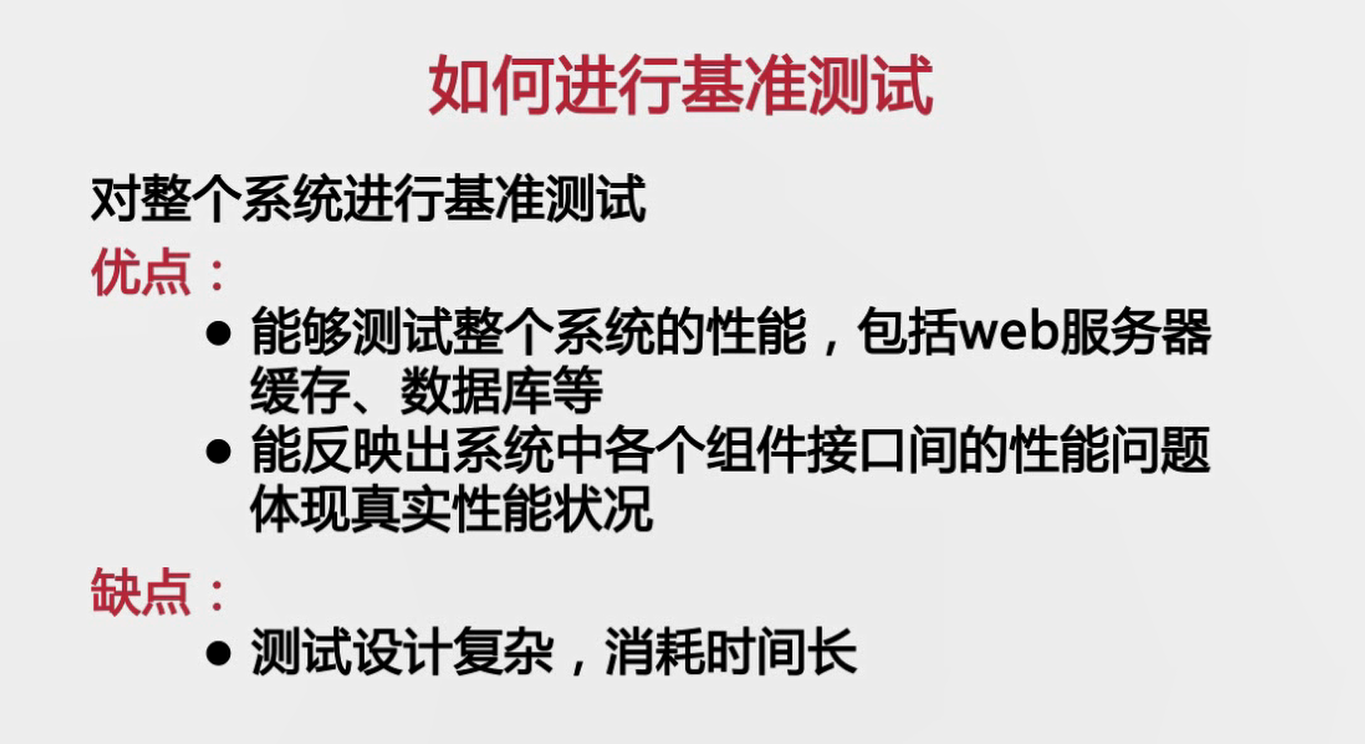 如何进行基准测试
对整个系统进行基准测试
优点：
● 能够测试整个系统的性能，包括web服务器
缓存、数据库等
● 能反映出系统中各个组件接口间的性能问题
体现真实性能状况
缺点：
● 测试设计复杂，消耗时间长